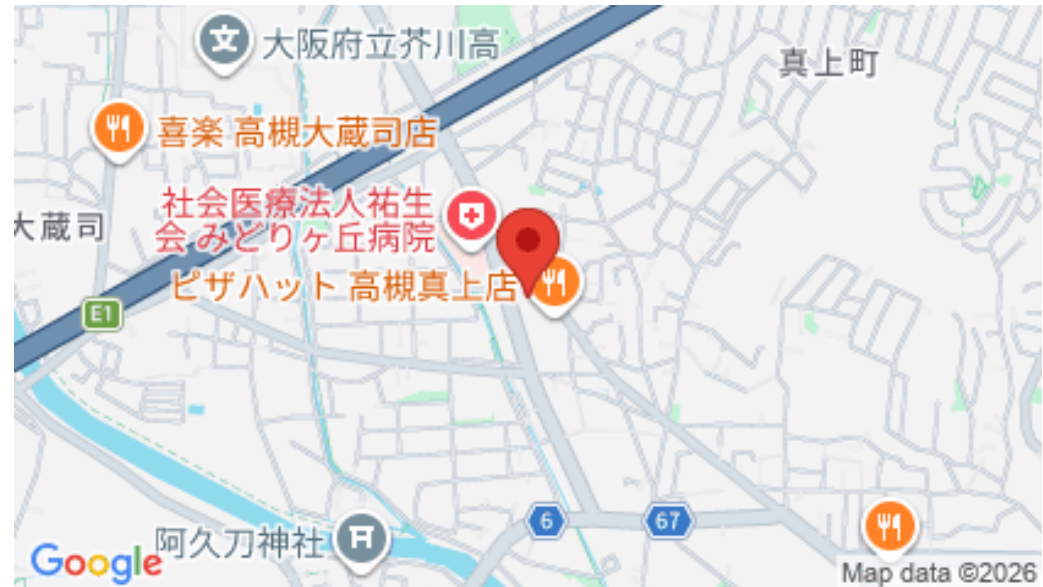 大阪府立芥川高
真上町
喜楽 高槻大蔵司店
社会医療法人祐生
会 みどりヶ丘病院
大蔵司
ピザハット 高槻真上店
E1
6
67
阿久刀神社
Google
Map data ©2026